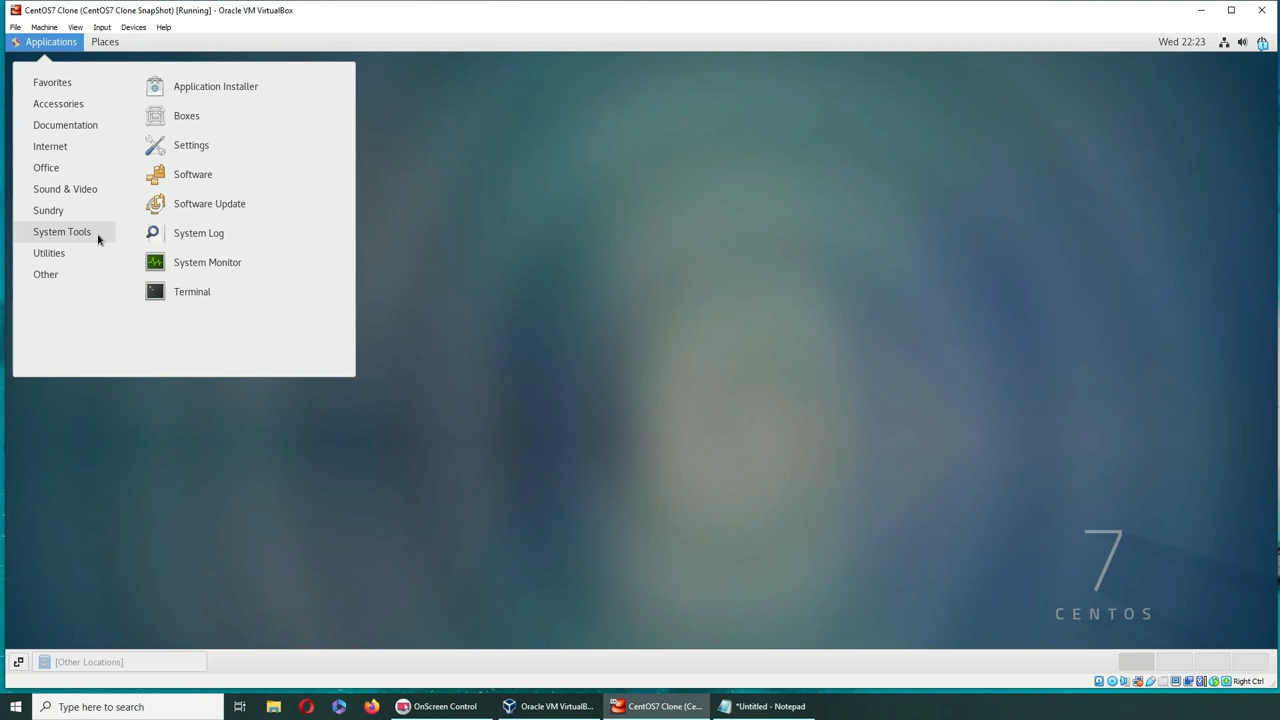 CentOS7 Clone (CentOS7 Clone SnapShot) [Running] - Oracle VM VirtualBox
File Machine View Input Devices Help
Applications Places Wed 22:23
Favorites
Accessories
Documentation
Internet
Office
Sound & Video
Sundry
System Tools
Utilities
Other
Application Installer
Boxes
Settings
Software
Software Update
System Log
System Monitor
Terminal
7
CENTOS
[Other Locations]
Right Ctrl
Type here to search
OnScreen Control
Oracle VM VirtualB...
CentOS7 Clone (Ce...
*Untitled - Notepad